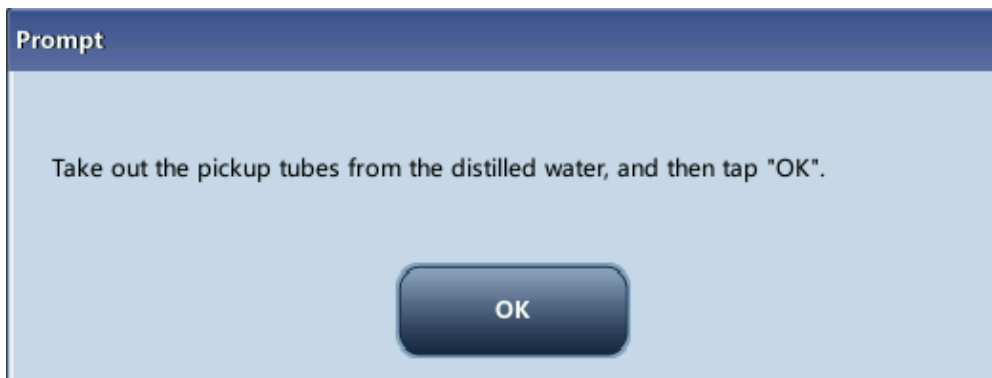 Prompt
Take out the pickup tubes from the distilled water, and then tap "OK".
OK